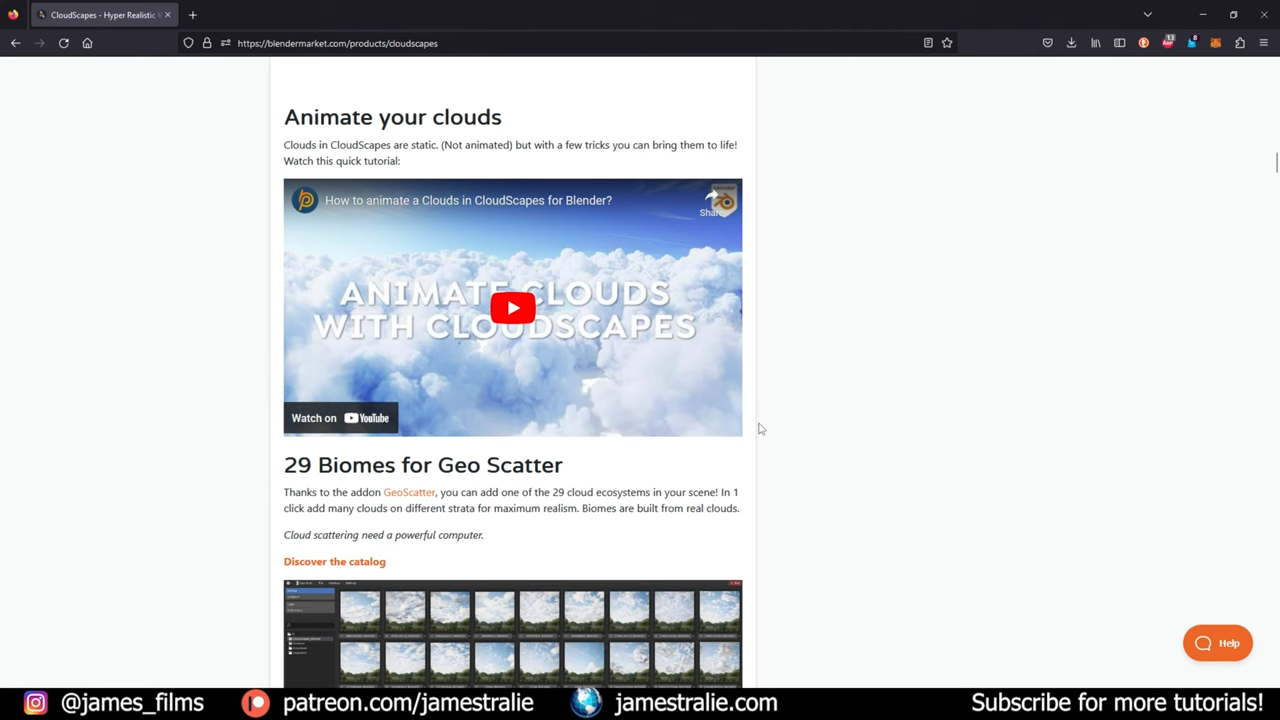 CloudScapes - Hyper Realistic
https://blendermarket.com/products/cloudscapes
13
8
Animate your clouds
Clouds in CloudScapes are static. (Not animated) but with a few tricks you can bring them to life!
Watch this quick tutorial:
How to animate a Clouds in CloudScapes for Blender?
Share
ANIMATE CLOUDS
WITH CLOUDSCAPES
Watch on YouTube
29 Biomes for Geo Scatter
Thanks to the addon GeoScatter, you can add one of the 29 cloud ecosystems in your scene! In 1
click add many clouds on different strata for maximum realism. Biomes are built from real clouds.
Cloud scattering need a powerful computer.
Discover the catalog
Help
@james_films
patreon.com/jamestralie
jamestralie.com
Subscribe for more tutorials!